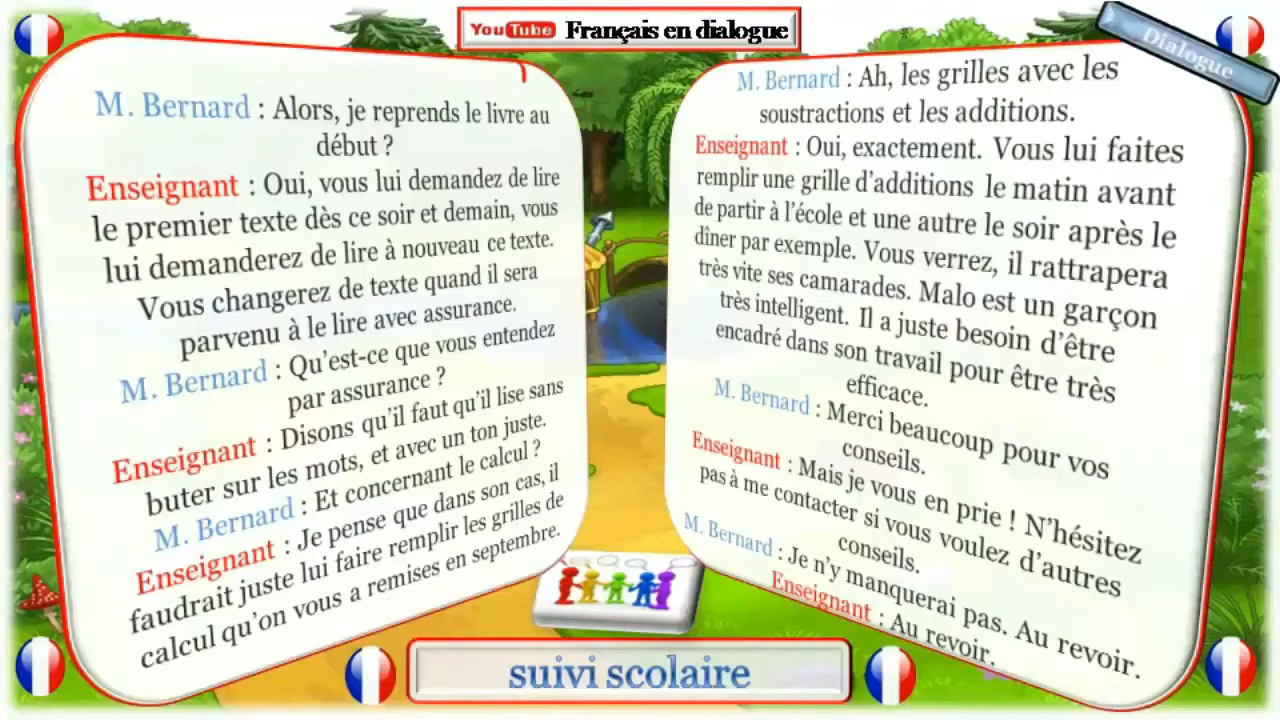 YouTube Français en dialogue
Dialogue
M. Bernard : Alors, je reprends le livre au
début ?
Enseignant : Oui, vous lui demandez de lire
le premier texte dès ce soir et demain, vous
lui demanderez de lire à nouveau ce texte.
Vous changerez de texte quand il sera
parvenu à le lire avec assurance.
M. Bernard : Qu'est-ce que vous entendez
par assurance ?
Enseignant : Disons qu'il faut qu'il lise sans
buter sur les mots, et avec un ton juste.
M. Bernard : Et concernant le calcul ?
Enseignant : Je pense que dans son cas, il
faudrait juste lui faire remplir les grilles de
calcul qu'on vous a remises en septembre.
M. Bernard : Ah, les grilles avec les
soustractions et les additions.
Enseignant : Oui, exactement. Vous lui faites
remplir une grille d'additions le matin avant
de partir à l'école et une autre le soir après le
dîner par exemple. Vous verrez, il rattrapera
très vite ses camarades. Malo est un garçon
très intelligent. Il a juste besoin d'être
encadré dans son travail pour être très
efficace.
M. Bernard : Merci beaucoup pour vos
conseils.
Enseignant : Mais je vous en prie ! N'hésitez
pas à me contacter si vous voulez d'autres
conseils.
M. Bernard : Je n'y manquerai pas. Au revoir.
Enseignant : Au revoir.
suivi scolaire